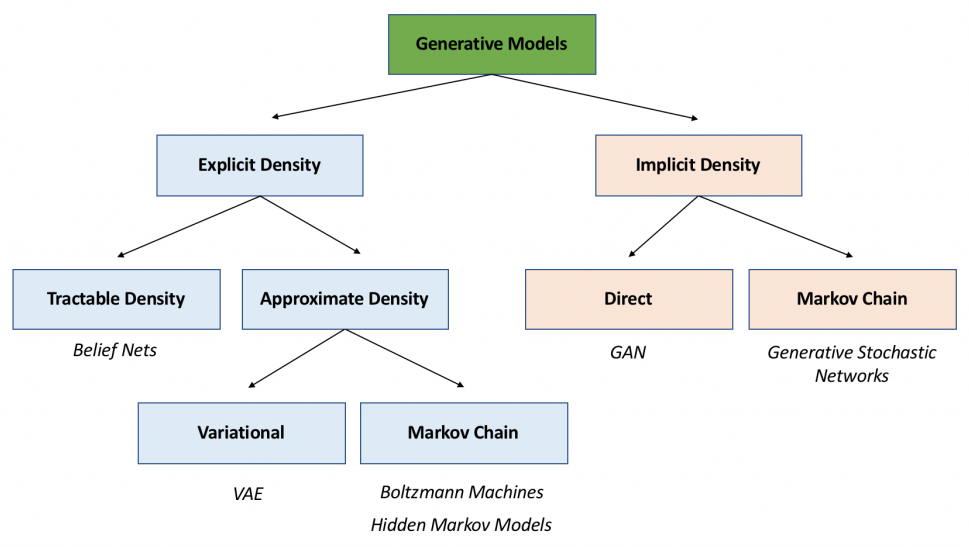 Generative Models
Explicit Density
Implicit Density
Tractable Density
Approximate Density
Direct
Markov Chain
Belief Nets
GAN
Generative Stochastic
Networks
Variational
Markov Chain
VAE
Boltzmann Machines
Hidden Markov Models